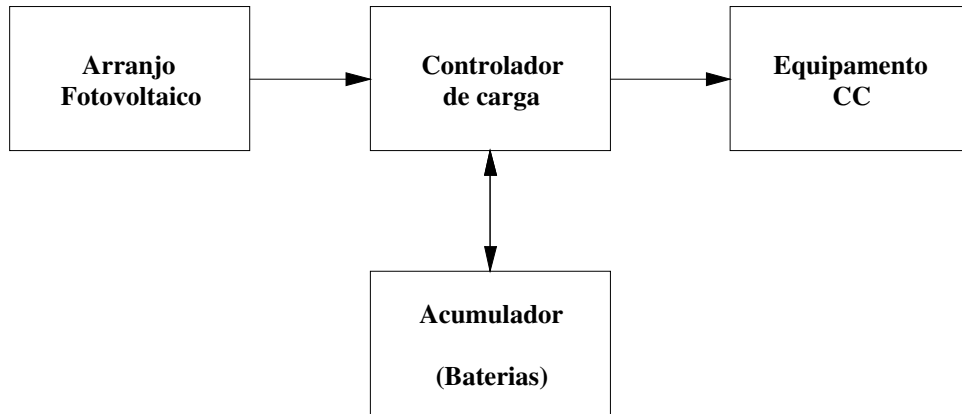 Arranjo
Fotovoltaico
Controlador
de carga
Equipamento
CC
Acumulador
(Baterias)